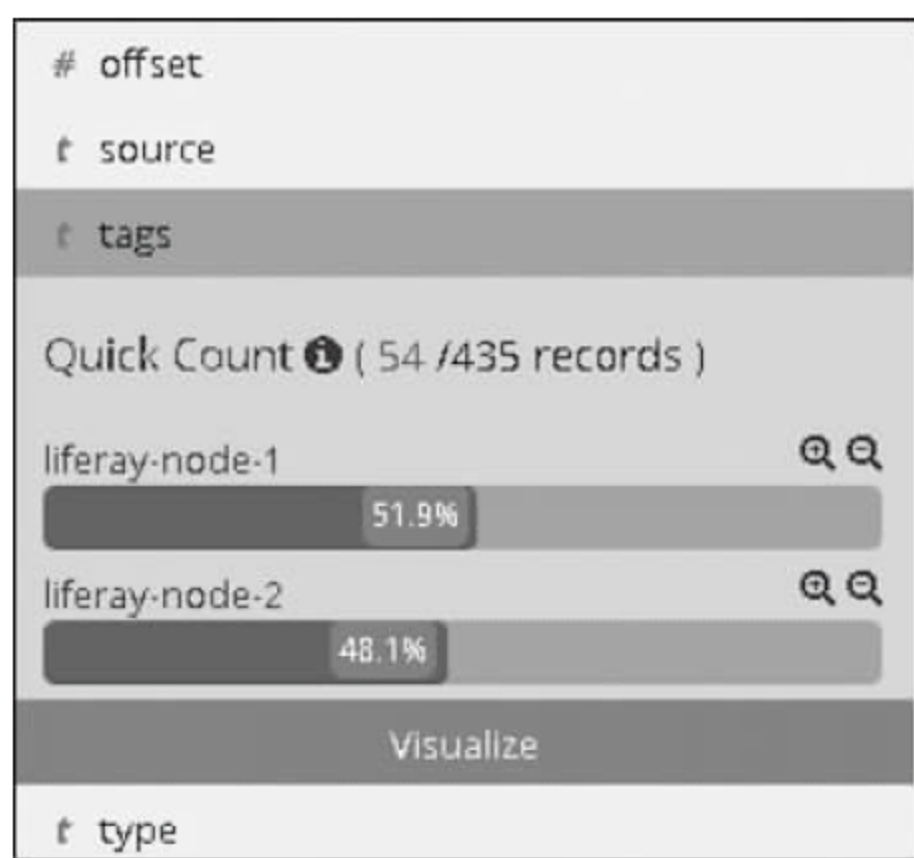 # offset
t source
t tags
Quick Count ( 54 /435 records )
liferay-node-1
51.9%
liferay-node-2
48.1%
Visualize
t type